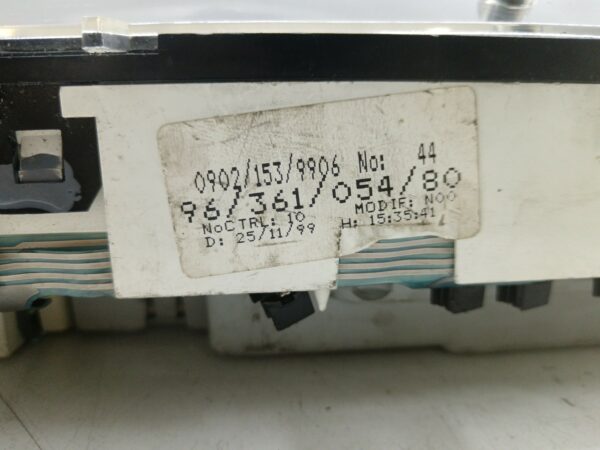 0902/153/9906 No: 44
96/361/054/80
NoCTRL: 10 MODIF: N00
D: 25/11/99 H: 15:35:41